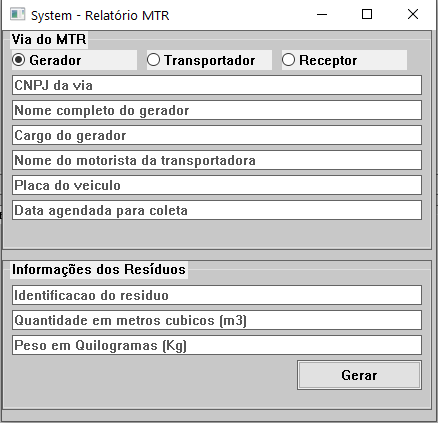 System - Relatório MTR
Via do MTR
Gerador Transportador Receptor
CNPJ da via
Nome completo do gerador
Cargo do gerador
Nome do motorista da transportadora
Placa do veiculo
Data agendada para coleta
Informações dos Resíduos
Identificacao do residuo
Quantidade em metros cubicos (m3)
Peso em Quilogramas (Kg)
Gerar